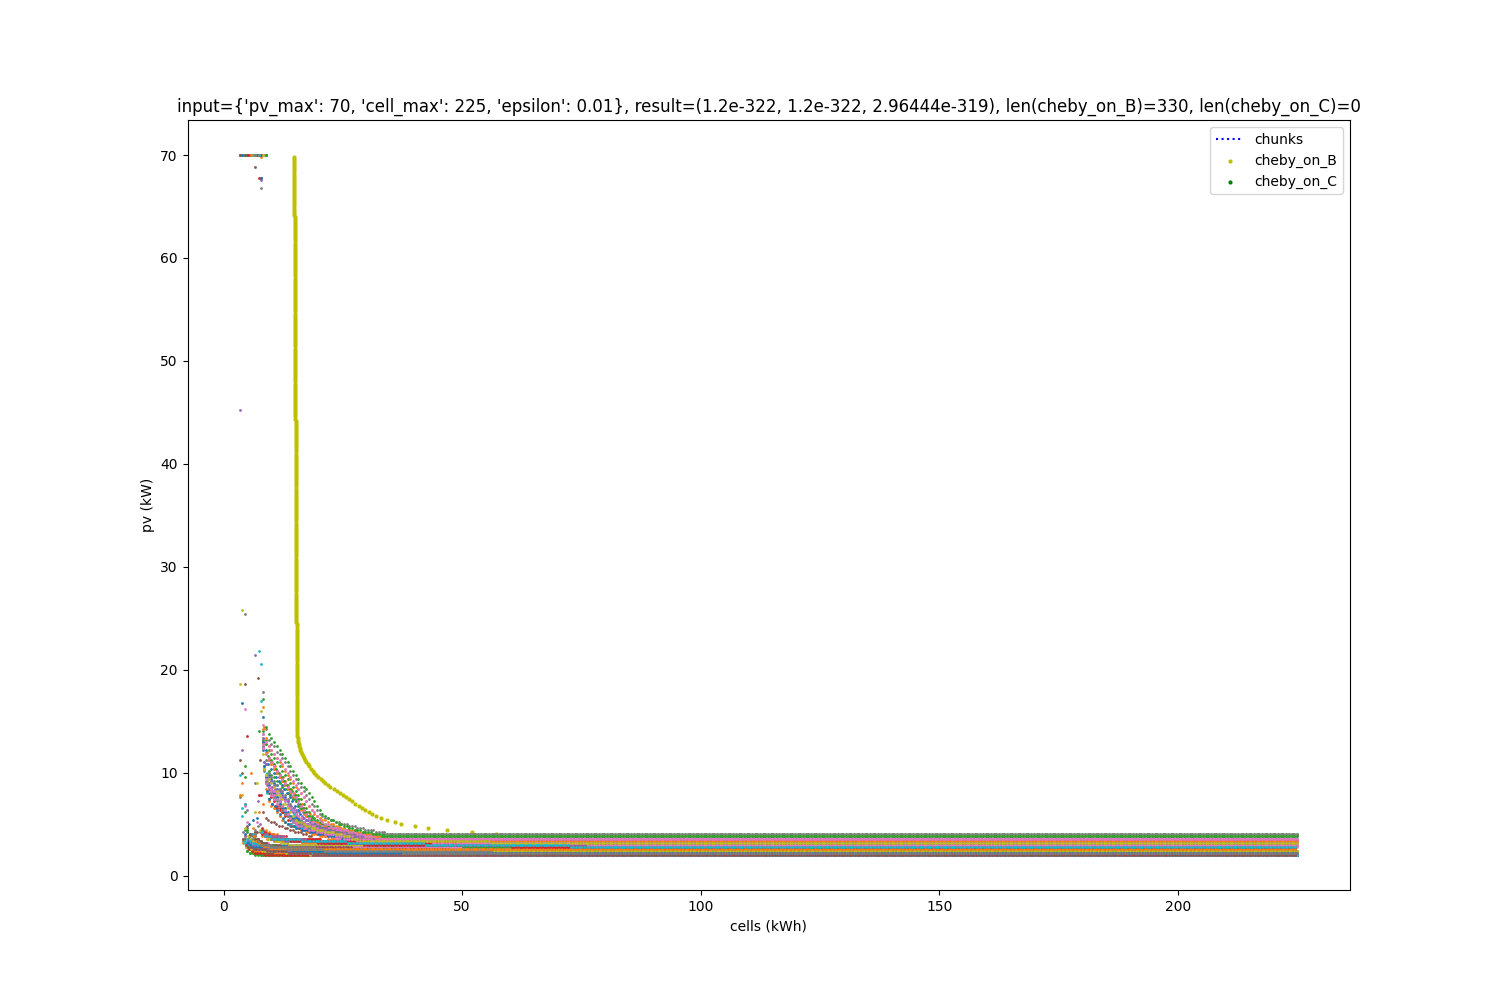 input={'pv_max': 70, 'cell_max': 225, 'epsilon': 0.01}, result=(1.2e-322, 1.2e-322, 2.96444e-319), len(cheby_on_B)=330, len(cheby_on_C)=0
chunks
cheby_on_B
cheby_on_C
70
60
50
40
30
20
10
0
pv (kW)
0
50
100
150
200
cells (kWh)